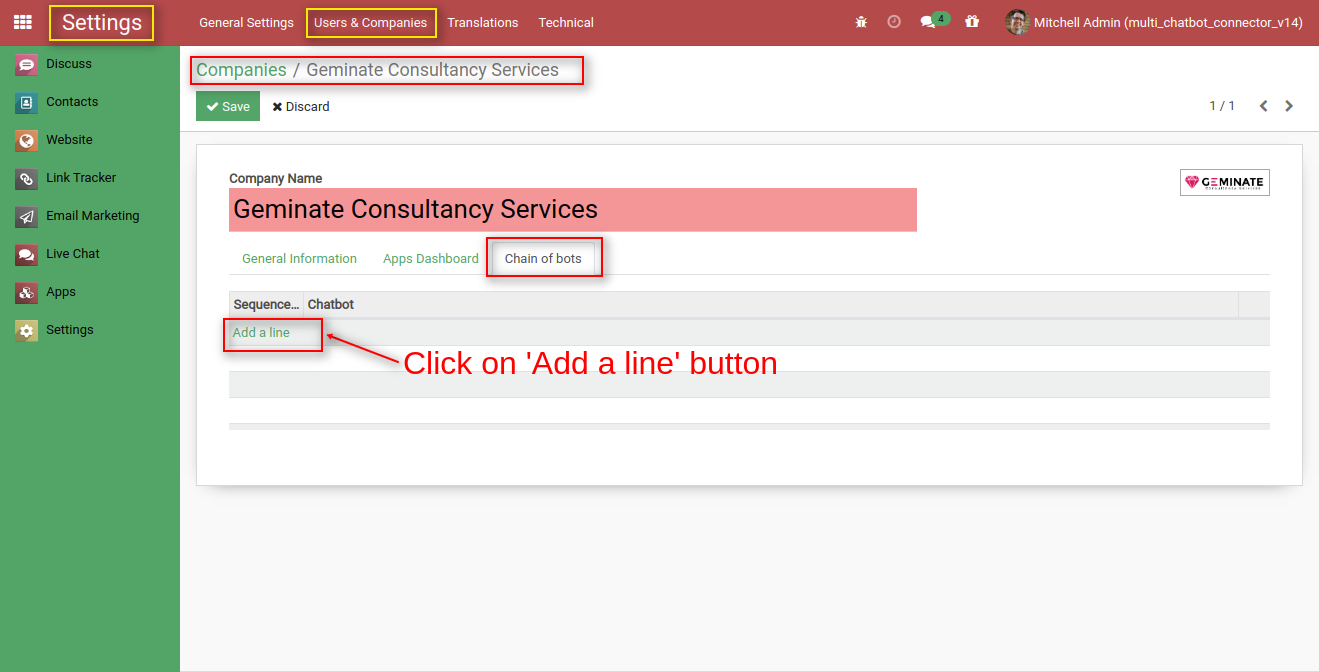 Settings General Settings Users & Companies Translations Technical 4 Mitchell Admin (multi_chatbot_connector_v14)
Discuss
Contacts
Website
Link Tracker
Email Marketing
Live Chat
Apps
Settings
Companies / Geminate Consultancy Services
Save Discard 1 / 1
Company Name
GEMINATE
Geminate Consultancy Services
General Information Apps Dashboard Chain of bots
Sequence... Chatbot
Add a line
Click on 'Add a line' button